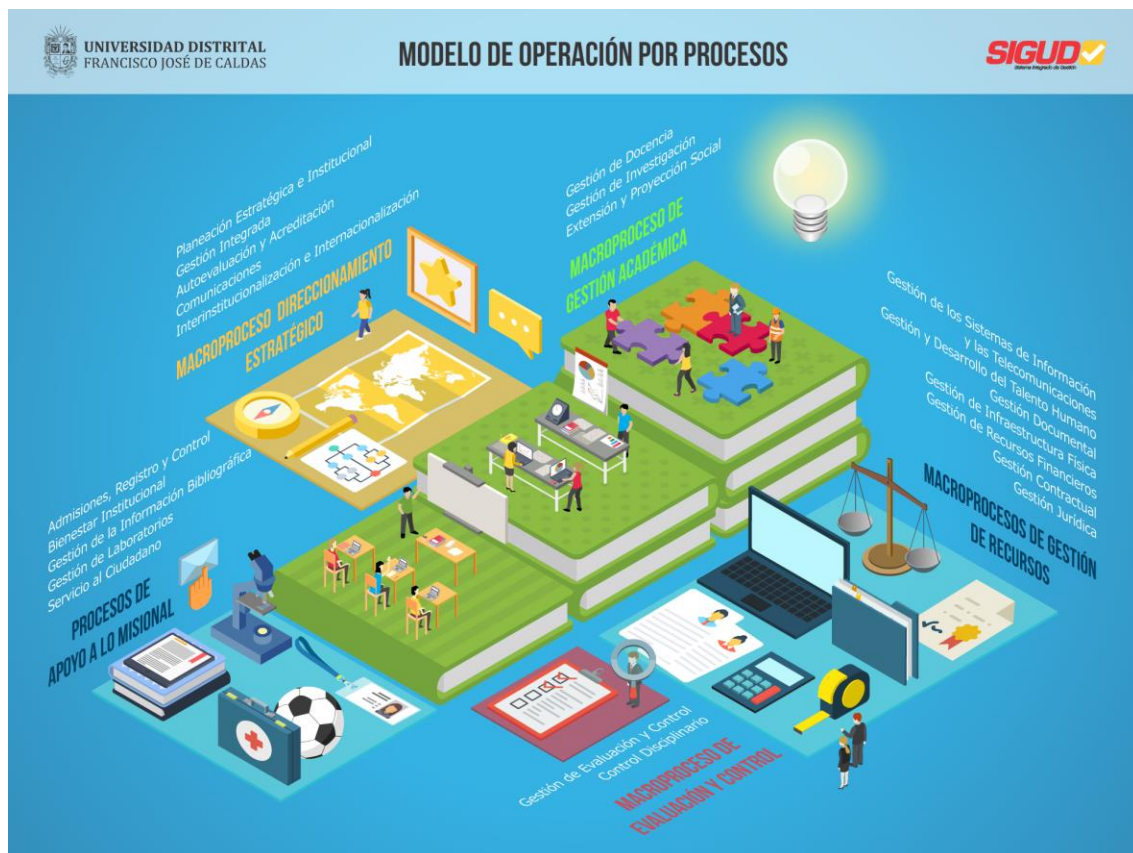 UNIVERSIDAD DISTRITAL
FRANCISCO JOSÉ DE CALDAS
MODELO DE OPERACIÓN POR PROCESOS
SIGUD
Sistema Integrado de Gestión
Planeación Estratégica e Institucional
Gestión Integrada
Autoevaluación y Acreditación
Comunicaciones
Interinstitucionalización e Internacionalización
MACROPROCESO DIRECCIONAMIENTO
ESTRATÉGICO
Gestión de Docencia
Gestión de Investigación
Extensión y Proyección Social
MACROPROCESO DE
GESTIÓN ACADÉMICA
Gestión de los Sistemas de Información
y las Telecomunicaciones
Gestión y Desarrollo del Talento Humano
Gestión Documental
Gestión de Infraestructura Física
Gestión de Recursos Financieros
Gestión Contractual
Gestión Jurídica
MACROPROCESOS DE GESTIÓN
DE RECURSOS
Admisiones, Registro y Control
Bienestar Institucional
Gestión de la Información Bibliográfica
Gestión de Laboratorios
Servicio al Ciudadano
PROCESOS DE
APOYO A LO MISIONAL
Gestión de Evaluación y Control
Control Disciplinario
MACROPROCESO DE
EVALUACIÓN Y CONTROL